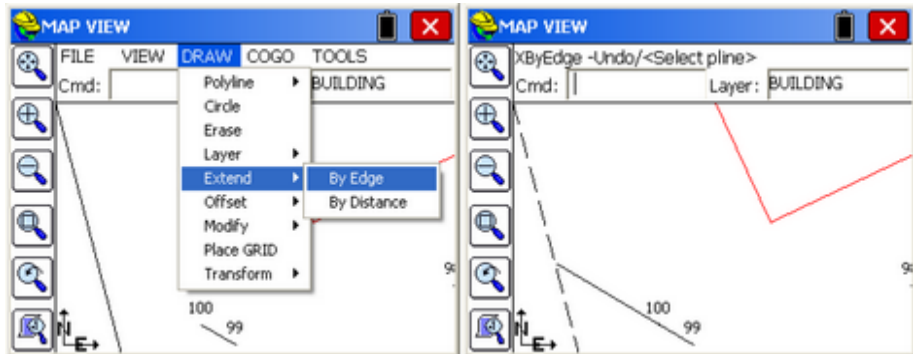 MAP VIEW
FILE VIEW DRAW COGO TOOLS
Cmd: BUILDING
Polyline
Circle
Erase
Layer
Extend
By Edge
Offset
By Distance
Modify
Place GRID
Transform
100
99
N
E
MAP VIEW
XByEdge -Undo/<Select pline>
Cmd: Layer: BUILDING
100
99
N
E